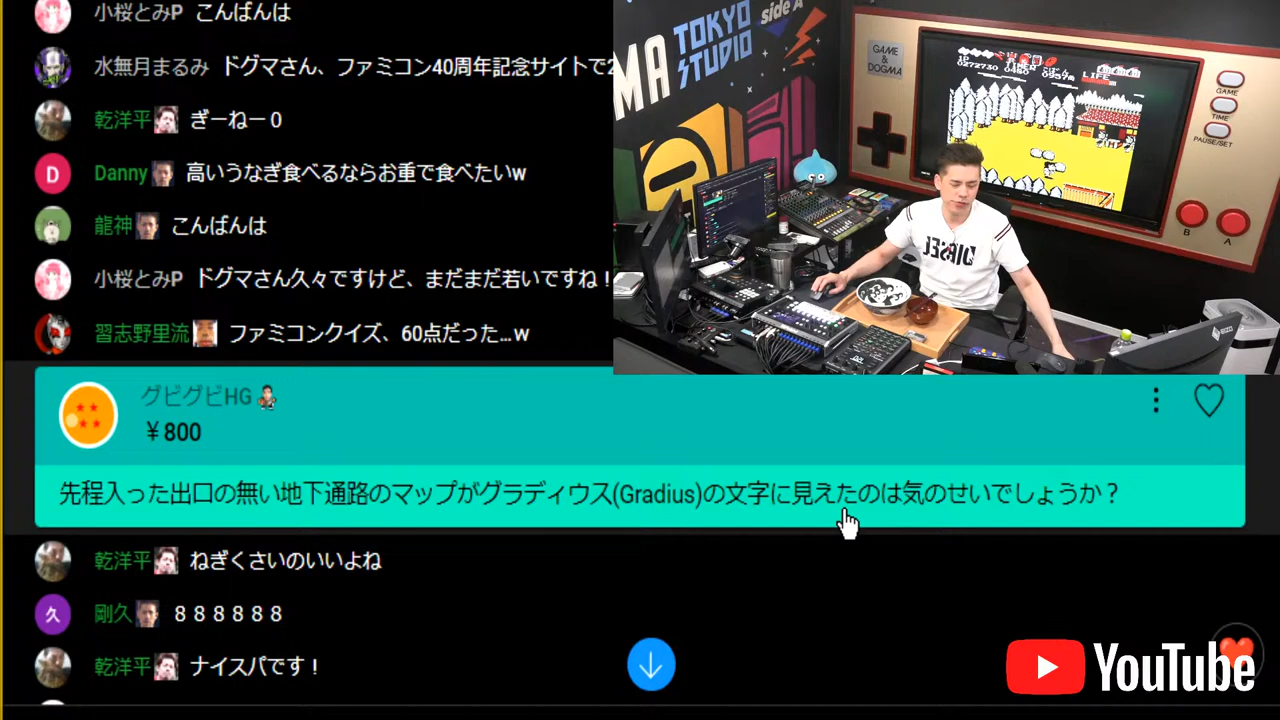 小桜とみP こんばんは
水無月まるみ ドグマさん、ファミコン40周年記念サイトで2
乾洋平 ぎーねー0
D Danny 高いうなぎ食べるならお重で食べたいw
龍神 こんばんは
小桜とみP ドグマさん久々ですけど、まだまだ若いですね！
習志野里流 ファミコンクイズ、60点だった…w
グビグビHG
￥800
先程入った出口の無い地下通路のマップがグラディウス(Gradius)の文字に見えたのは気のせいでしょうか？
乾洋平 ねぎくさいのいいよね
久 剛久 ８８８８８８
乾洋平 ナイスパです！
MA
TOKYO
STUDIO
side A
GAME
& DOGMA
272730
LIFE
GAME
TIME
PAUSE/SET
B
A
DIESEL
YouTube